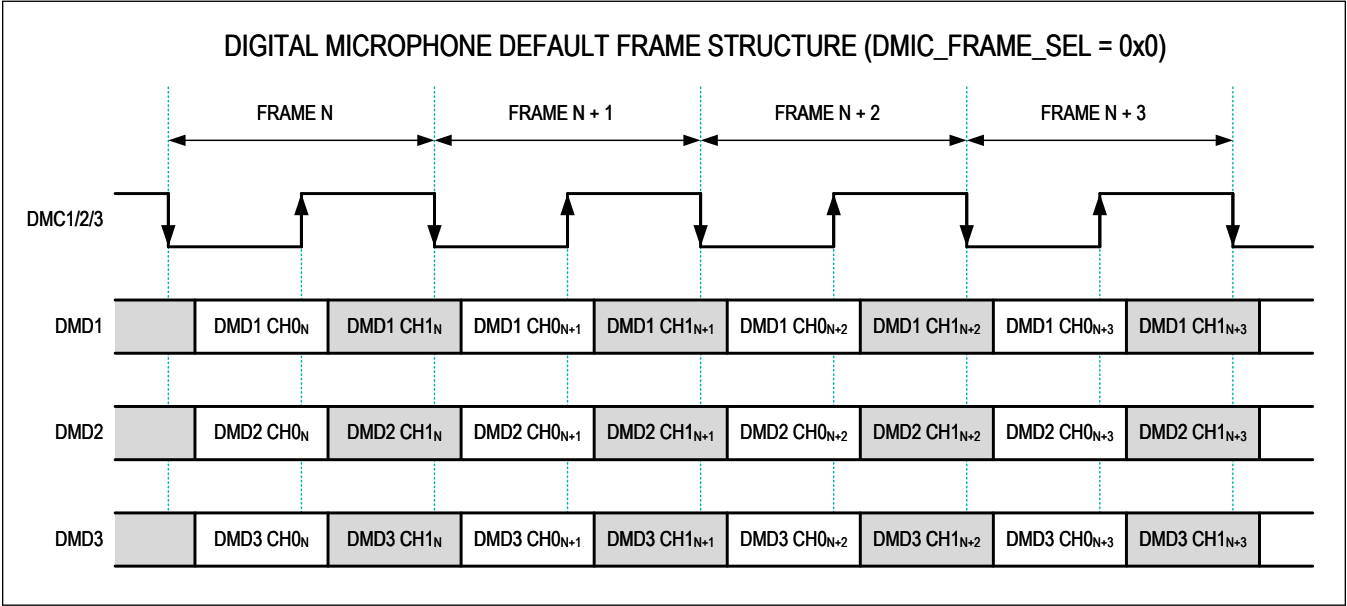 DIGITAL MICROPHONE DEFAULT FRAME STRUCTURE (DMIC_FRAME_SEL = 0x0)
FRAME N FRAME N + 1 FRAME N + 2 FRAME N + 3
DMC1/2/3
DMD1 DMD1 CH0N DMD1 CH1N DMD1 CH0N+1 DMD1 CH1N+1 DMD1 CH0N+2 DMD1 CH1N+2 DMD1 CH0N+3 DMD1 CH1N+3
DMD2 DMD2 CH0N DMD2 CH1N DMD2 CH0N+1 DMD2 CH1N+1 DMD2 CH0N+2 DMD2 CH1N+2 DMD2 CH0N+3 DMD2 CH1N+3
DMD3 DMD3 CH0N DMD3 CH1N DMD3 CH0N+1 DMD3 CH1N+1 DMD3 CH0N+2 DMD3 CH1N+2 DMD3 CH0N+3 DMD3 CH1N+3